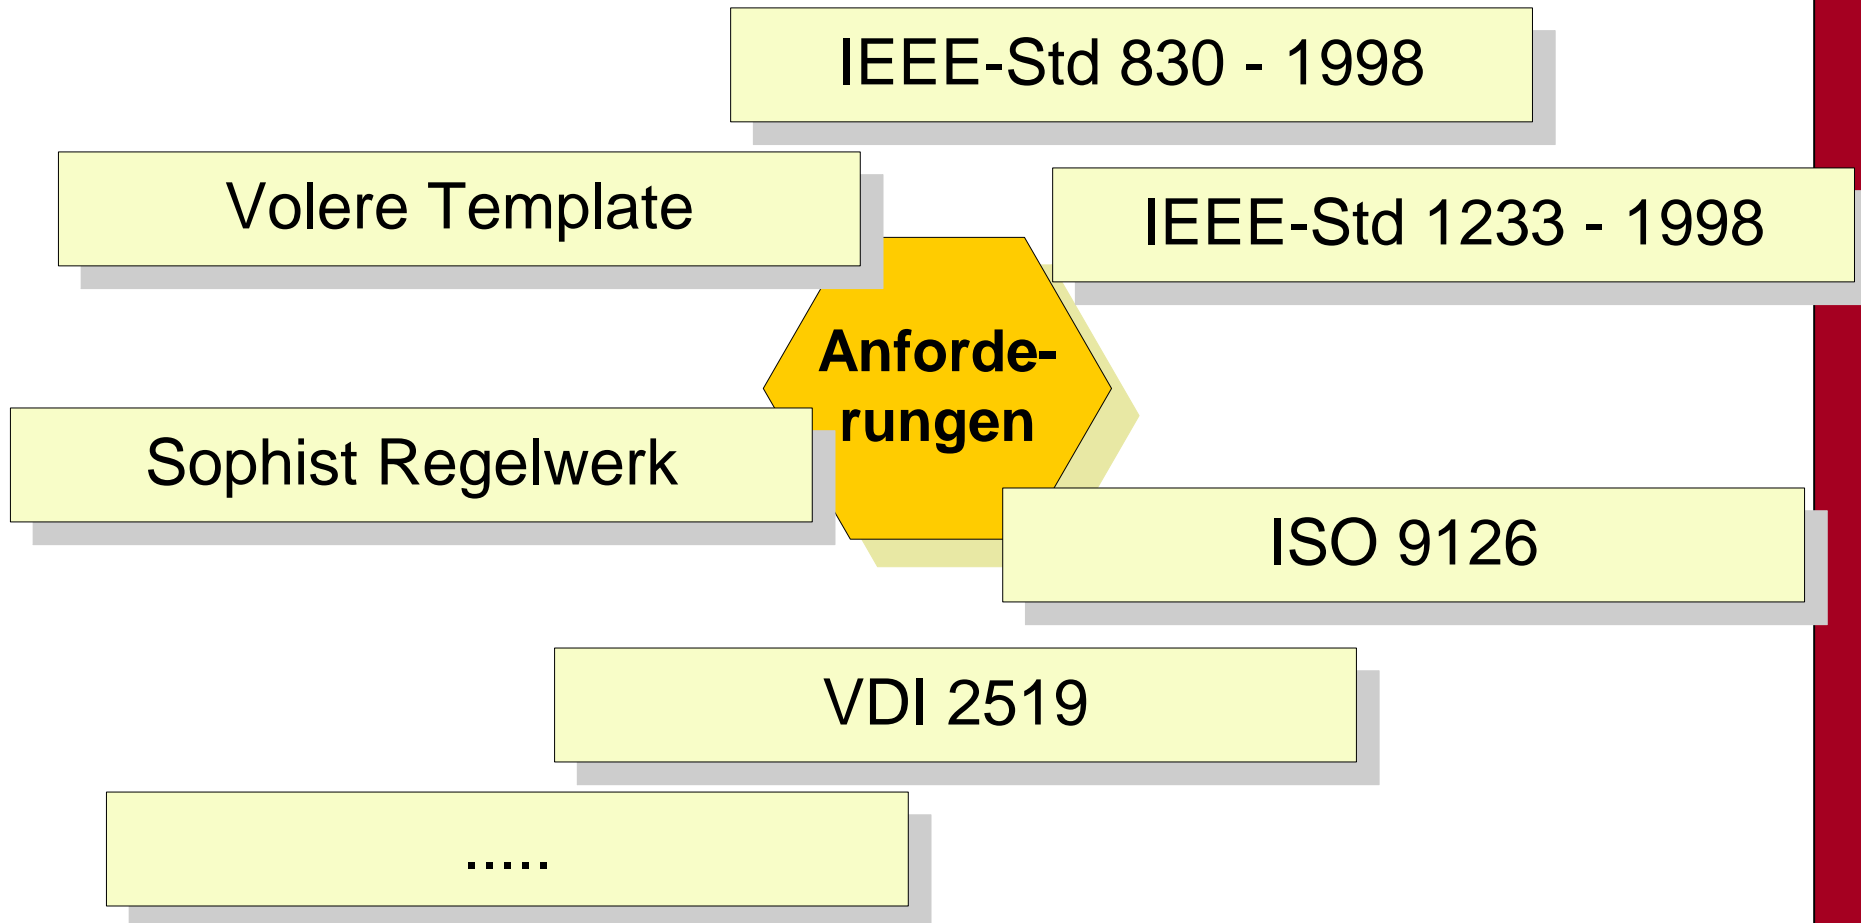 IEEE-Std 830 - 1998
Volere Template
IEEE-Std 1233 - 1998
Anforde-
rungen
Sophist Regelwerk
ISO 9126
VDI 2519
.....